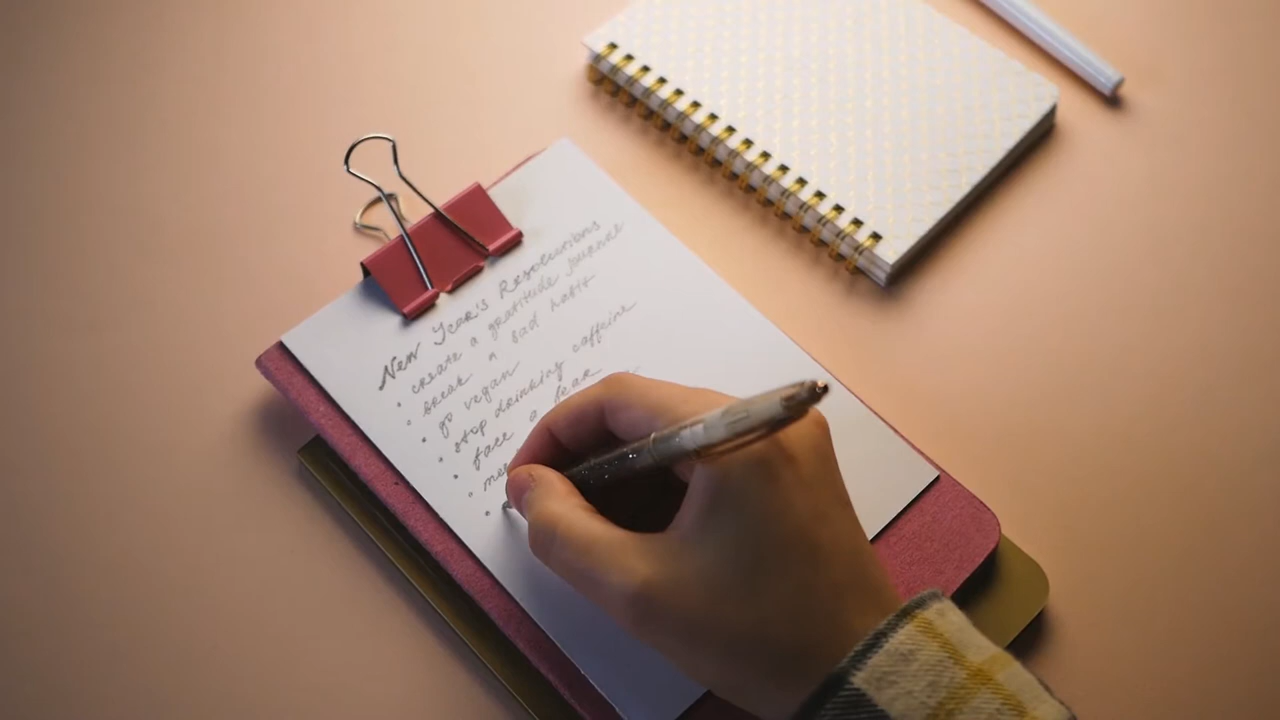 New Year's Resolutions
• create a gratitude journal
• break a bad habit
• go vegan
• stop drinking caffeine
• face a fear
•
•